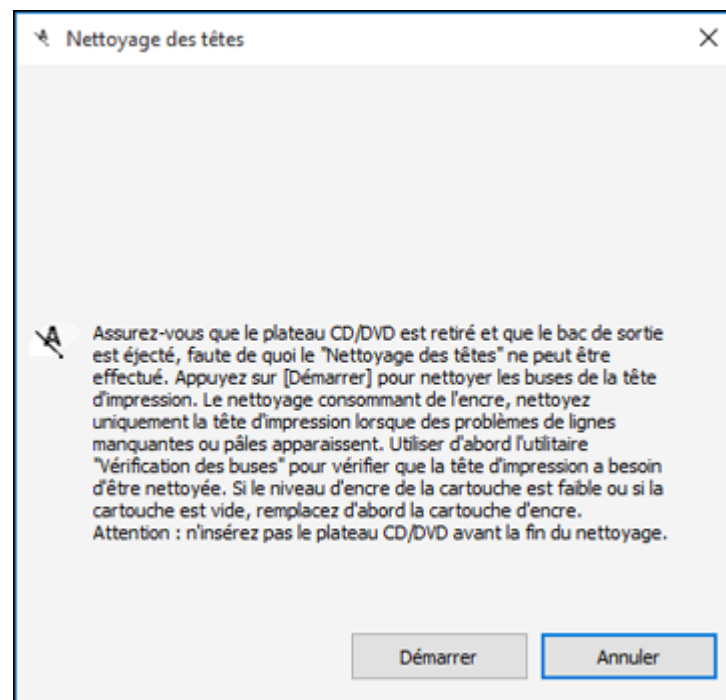 Nettoyage des têtes
Assurez-vous que le plateau CD/DVD est retiré et que le bac de sortie
est éjecté, faute de quoi le "Nettoyage des têtes" ne peut être
effectué. Appuyez sur [Démarrer] pour nettoyer les buses de la tête
d'impression. Le nettoyage consommant de l'encre, nettoyez
uniquement la tête d'impression lorsque des problèmes de lignes
manquantes ou pâles apparaissent. Utiliser d'abord l'utilitaire
"Vérification des buses" pour vérifier que la tête d'impression a besoin
d'être nettoyée. Si le niveau d'encre de la cartouche est faible ou si la
cartouche est vide, remplacez d'abord la cartouche d'encre.
Attention : n'insérez pas le plateau CD/DVD avant la fin du nettoyage.
Démarrer
Annuler